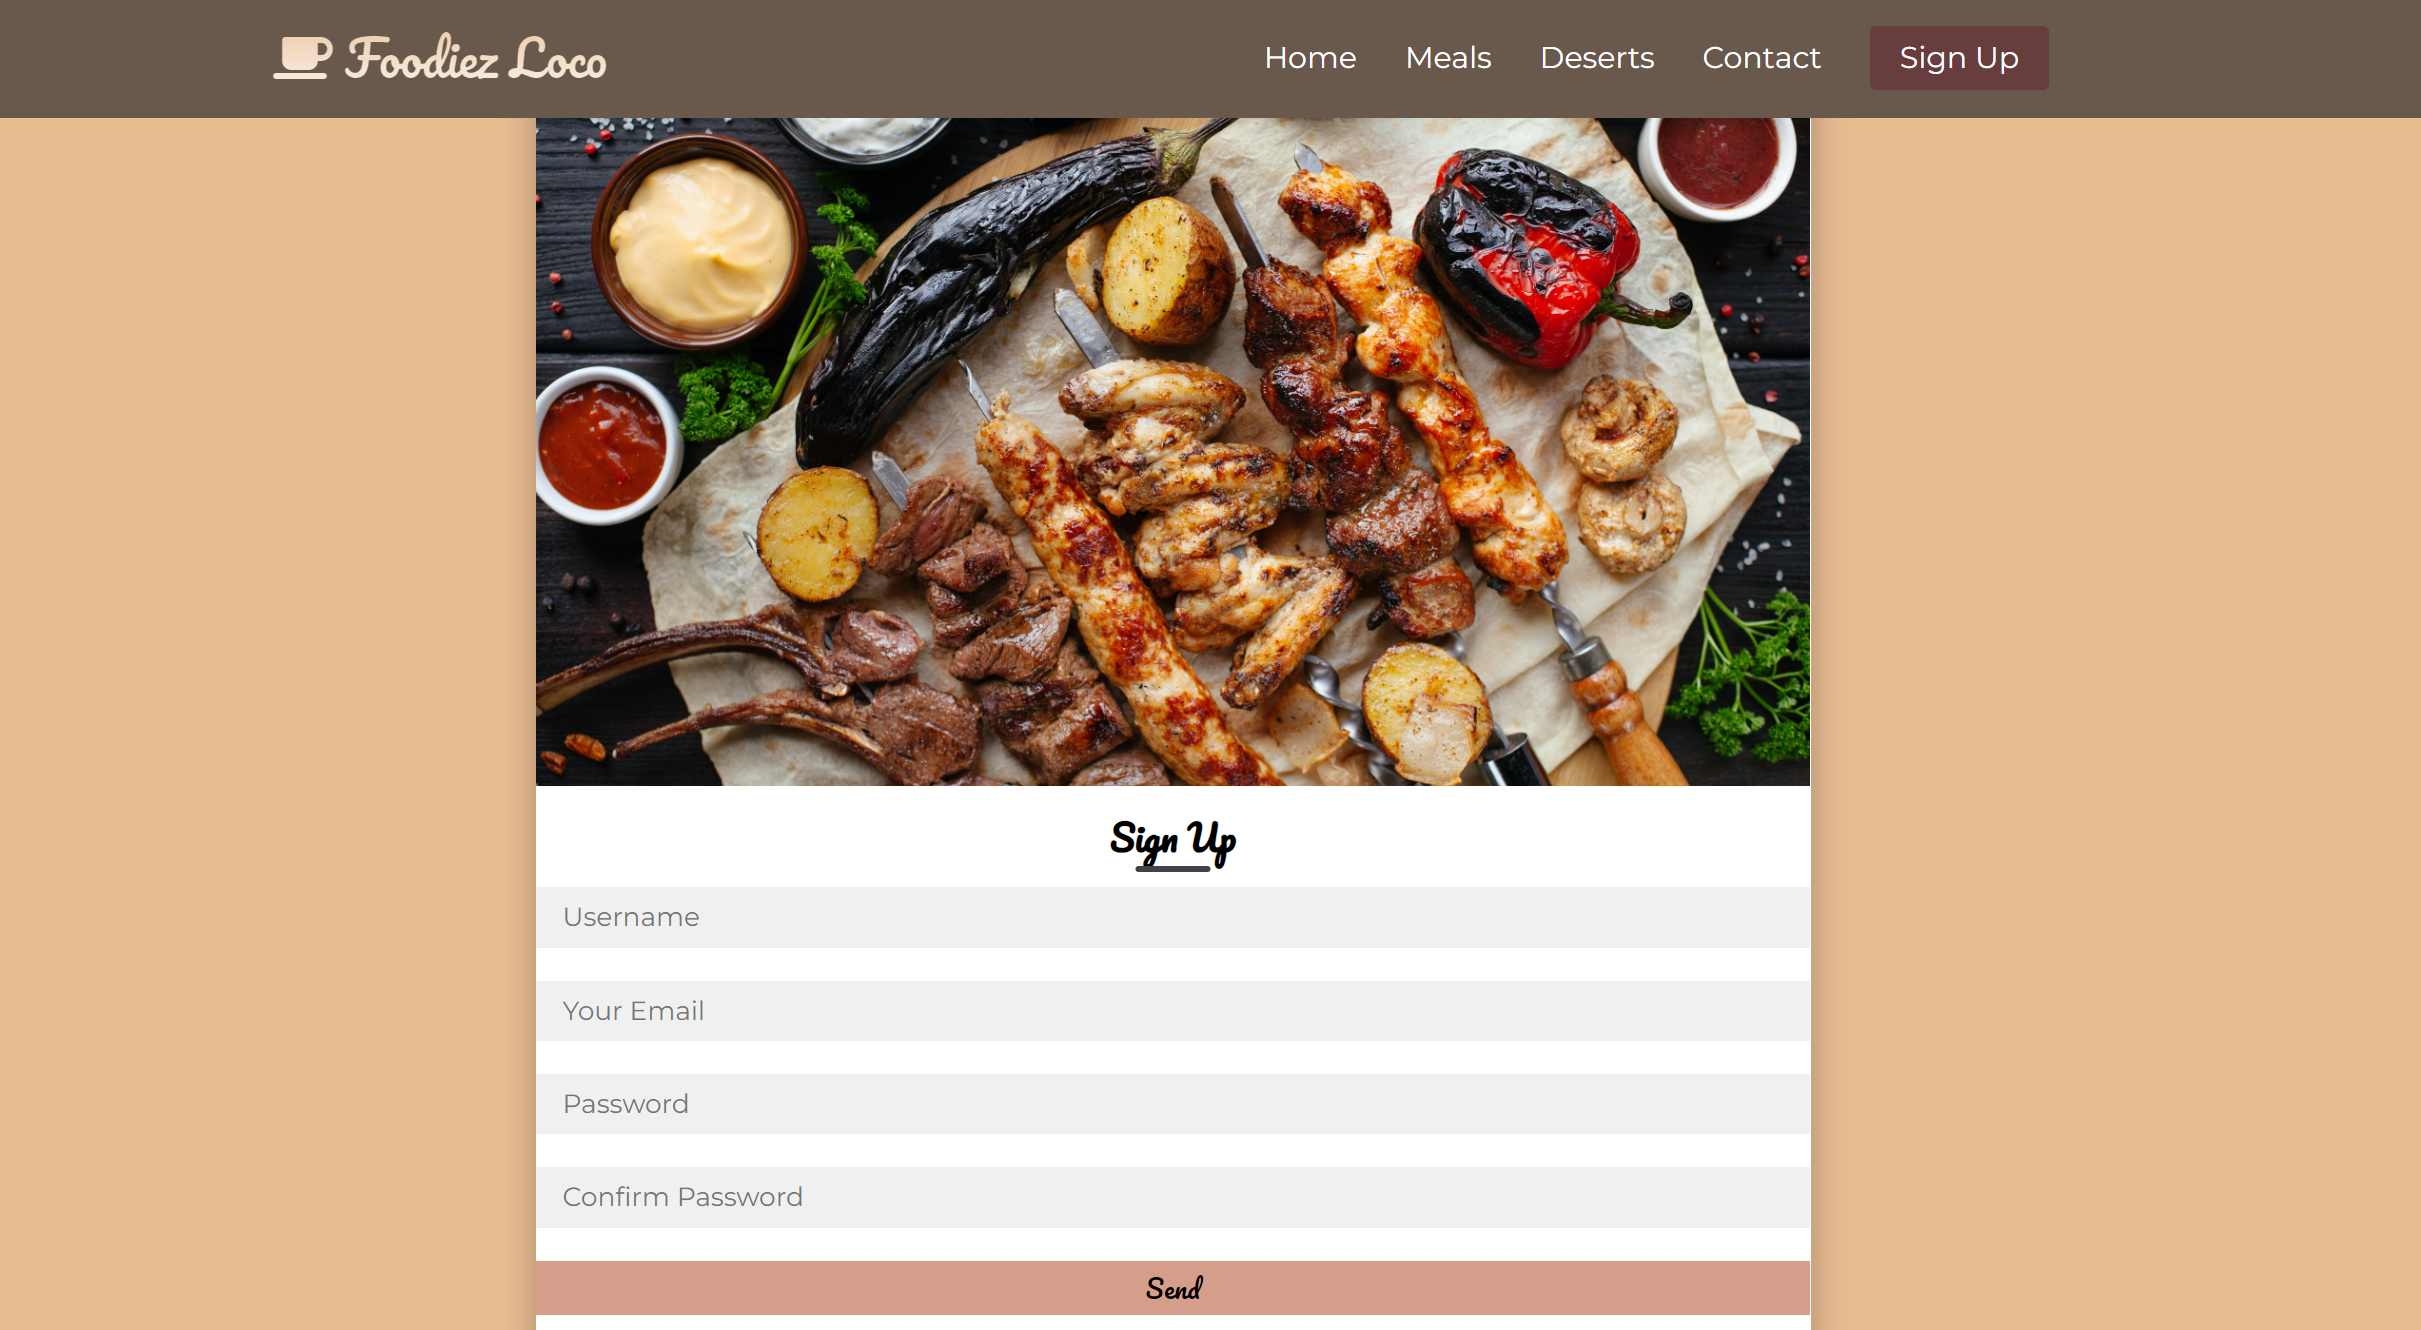 Foodiez Loco
Home Meals Deserts Contact Sign Up
Sign Up
Username
Your Email
Password
Confirm Password
Send